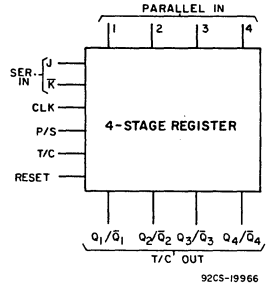 PARALLEL IN
1 2 3 4
J
SER. IN
K̅
CLK
P/S
T/C
RESET
4-STAGE REGISTER
Q1/Q̅1 Q2/Q̅2 Q3/Q̅3 Q4/Q̅4
T/C OUT
92CS-19966